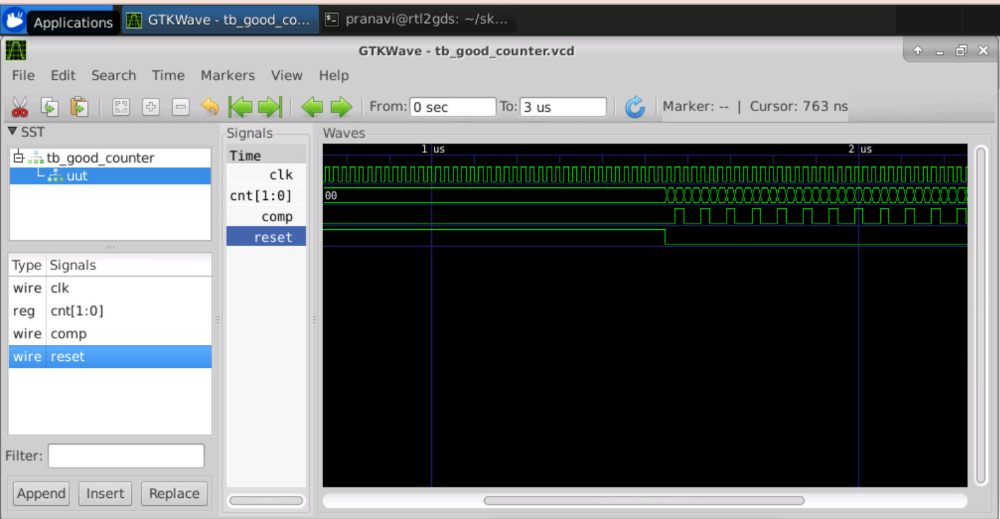 Applications GTKWave - tb_good_co... pranavi@rtl2gds: ~/sk...
GTKWave - tb_good_counter.vcd
File Edit Search Time Markers View Help
From: 0 sec To: 3 us Marker: -- | Cursor: 763 ns
SST
tb_good_counter
uut
Type Signals
wire clk
reg cnt[1:0]
wire comp
wire reset
Filter:
Append Insert Replace
Signals
Time
clk
cnt[1:0]
comp
reset
Waves
1 us 2 us
00